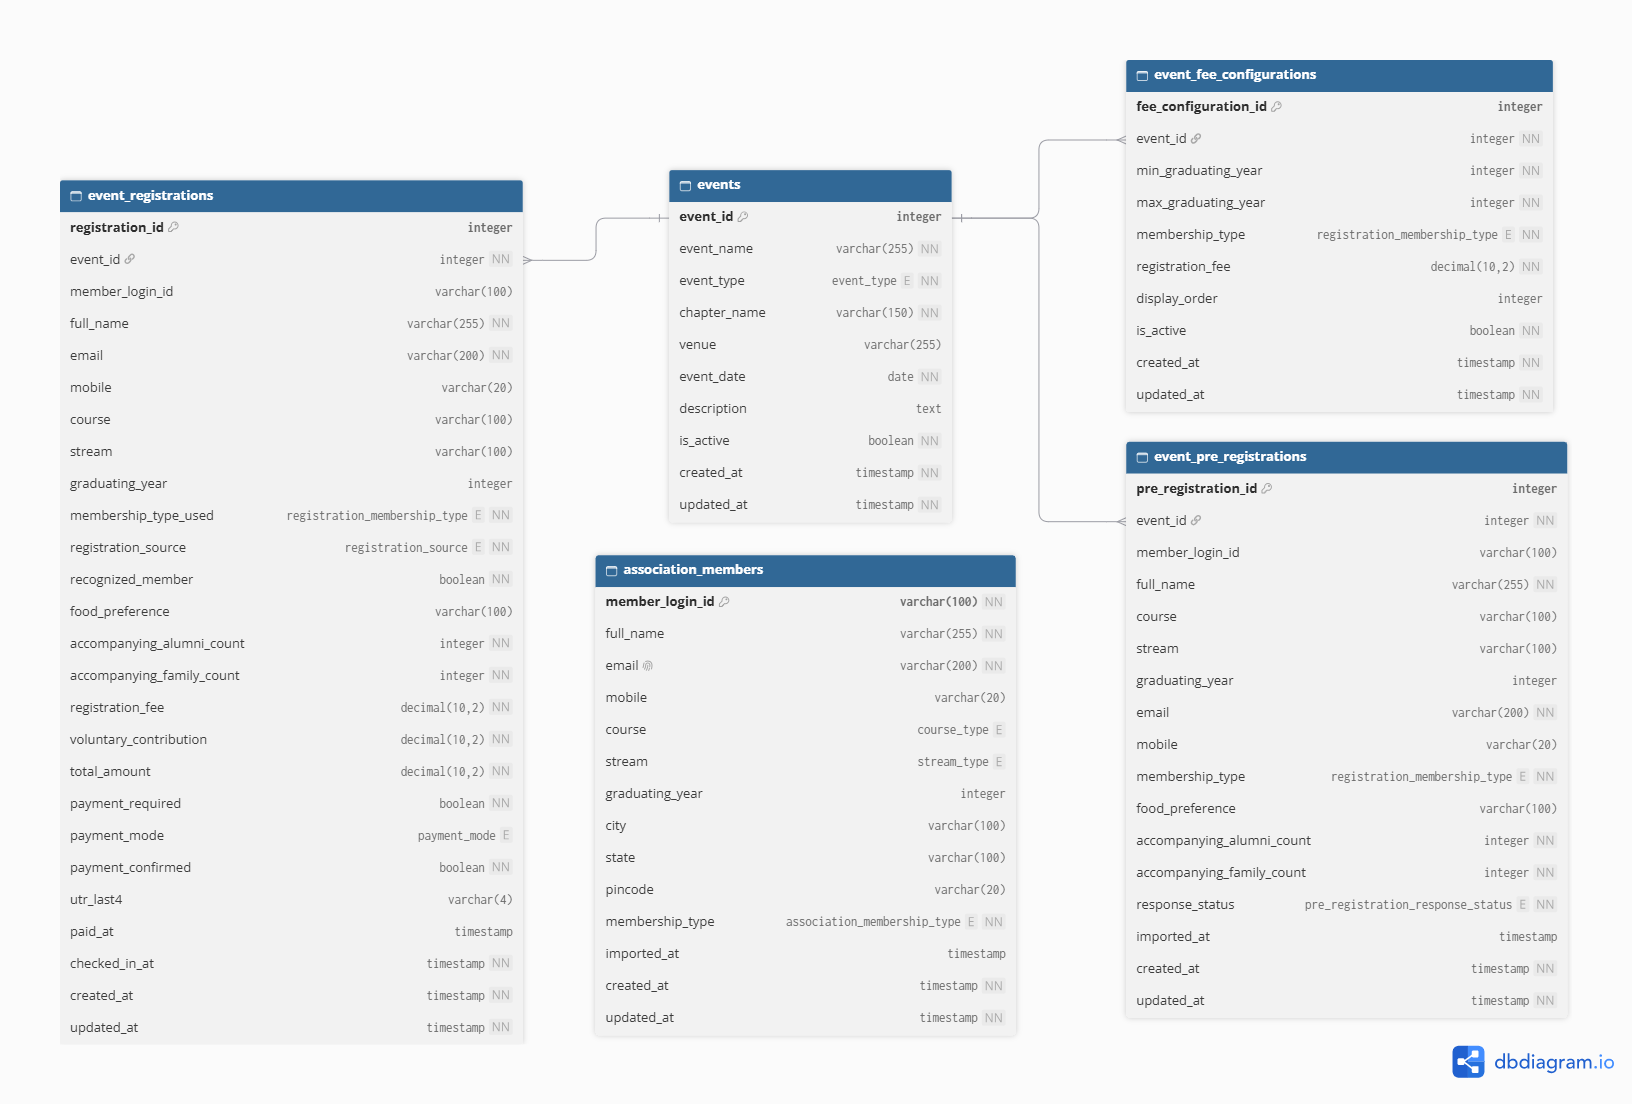 event_registrations
registration_id integer
event_id integer NN
member_login_id varchar(100)
full_name varchar(255) NN
email varchar(200) NN
mobile varchar(20)
course varchar(100)
stream varchar(100)
graduating_year integer
membership_type_used registration_membership_type E NN
registration_source registration_source E NN
recognized_member boolean NN
food_preference varchar(100)
accompanying_alumni_count integer NN
accompanying_family_count integer NN
registration_fee decimal(10,2) NN
voluntary_contribution decimal(10,2) NN
total_amount decimal(10,2) NN
payment_required boolean NN
payment_mode payment_mode E
payment_confirmed boolean NN
utr_last4 varchar(4)
paid_at timestamp
checked_in_at timestamp NN
created_at timestamp NN
updated_at timestamp NN
events
event_id integer
event_name varchar(255) NN
event_type event_type E NN
chapter_name varchar(150) NN
venue varchar(255)
event_date date NN
description text
is_active boolean NN
created_at timestamp NN
updated_at timestamp NN
association_members
member_login_id varchar(100) NN
full_name varchar(255) NN
email varchar(200) NN
mobile varchar(20)
course course_type E
stream stream_type E
graduating_year integer
city varchar(100)
state varchar(100)
pincode varchar(20)
membership_type association_membership_type E NN
imported_at timestamp
created_at timestamp NN
updated_at timestamp NN
event_fee_configurations
fee_configuration_id integer
event_id integer NN
min_graduating_year integer NN
max_graduating_year integer NN
membership_type registration_membership_type E NN
registration_fee decimal(10,2) NN
display_order integer
is_active boolean NN
created_at timestamp NN
updated_at timestamp NN
event_pre_registrations
pre_registration_id integer
event_id integer NN
member_login_id varchar(100)
full_name varchar(255) NN
course varchar(100)
stream varchar(100)
graduating_year integer
email varchar(200) NN
mobile varchar(20)
membership_type registration_membership_type E NN
food_preference varchar(100)
accompanying_alumni_count integer NN
accompanying_family_count integer NN
response_status pre_registration_response_status E NN
imported_at timestamp
created_at timestamp NN
updated_at timestamp NN
dbdiagram.io